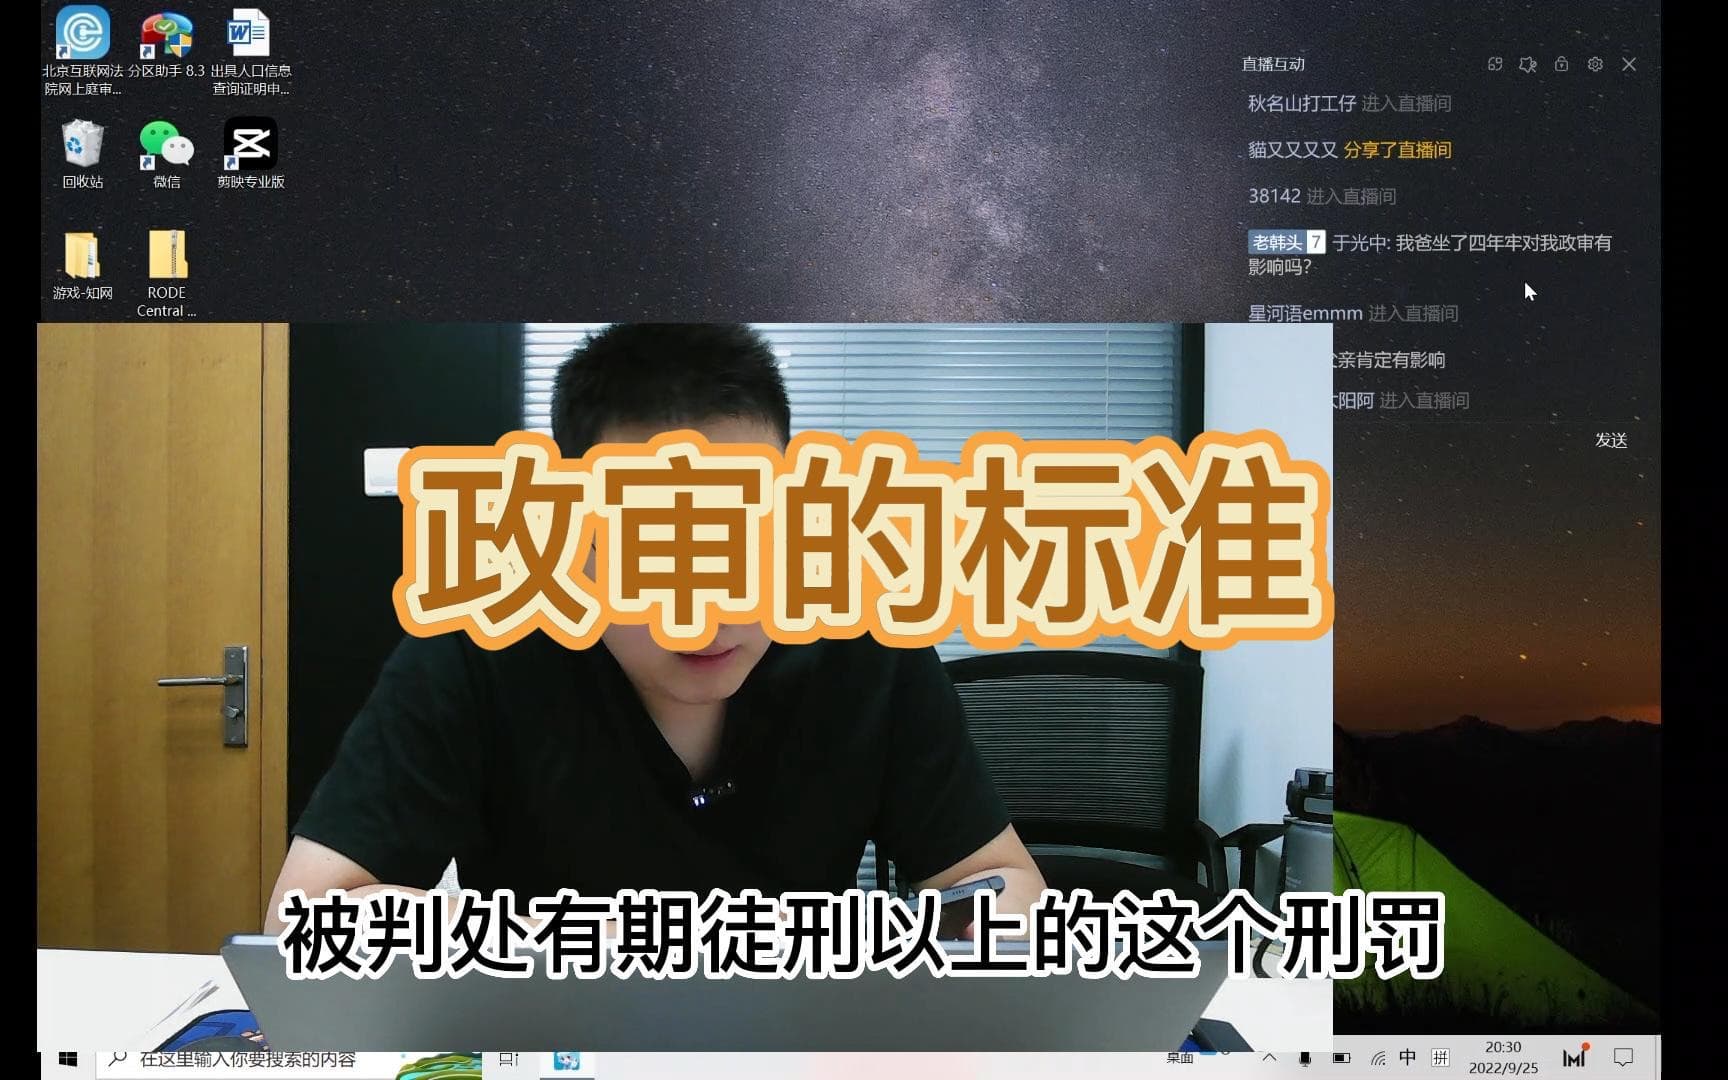 北京互联网法院网上庭审...
分区助手 8.3
出具人口信息查询证明申...
回收站
微信
剪映专业版
游戏-知网
RODE
Central ...
直播互动
秋名山打工仔 进入直播间
貓又又又又 分享了直播间
38142 进入直播间
老韩头 7 于光中: 我爸坐了四年牢对我政审有
影响吗?
星河语emmm 进入直播间
亲肯定有影响
阳阿 进入直播间
发送
政审的标准
被判处有期徒刑以上的这个刑罚
在这里输入你要搜索的内容
桌面
中
拼
20:30
2022/9/25